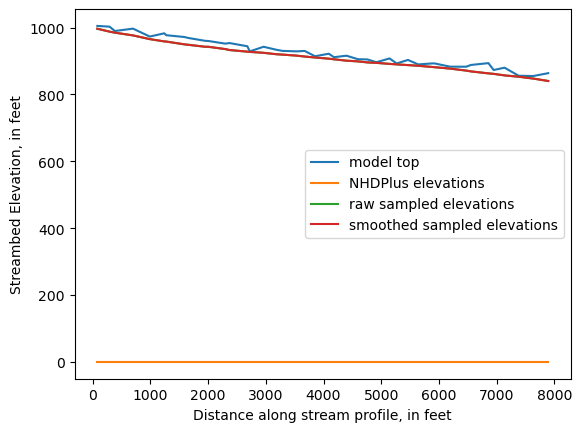 1000
800
600
400
200
0
Streambed Elevation, in feet
model top
NHDPlus elevations
raw sampled elevations
smoothed sampled elevations
0 1000 2000 3000 4000 5000 6000 7000 8000
Distance along stream profile, in feet